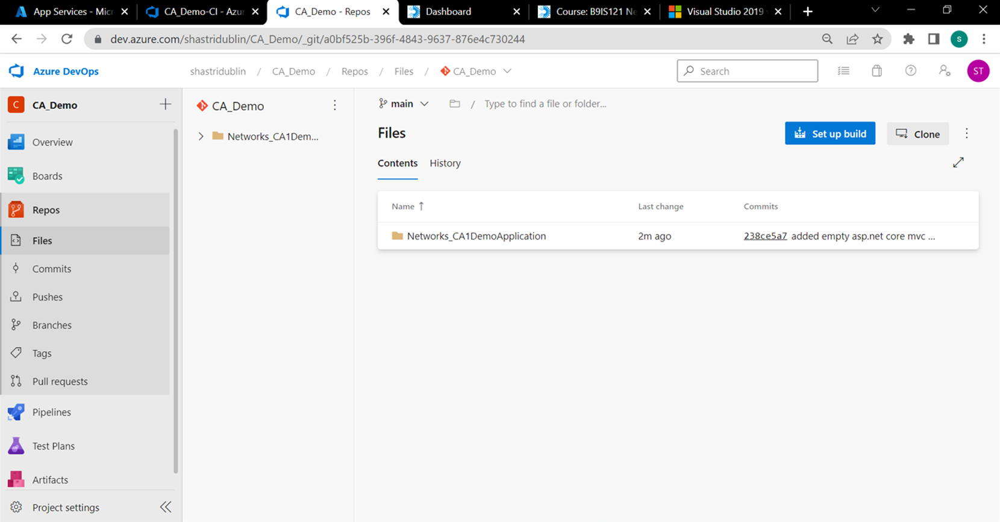 App Services - Micr
CA_Demo-CI - Azur
CA_Demo - Repos
Dashboard
Course: B9IS121 Ne
Visual Studio 2019
dev.azure.com/shastridublin/CA_Demo/_git/a0bf525b-396f-4843-9637-876e4c730244
S
Azure DevOps
shastridublin / CA_Demo / Repos / Files / CA_Demo
Search
ST
C CA_Demo
Overview
Boards
Repos
Files
Commits
Pushes
Branches
Tags
Pull requests
Pipelines
Test Plans
Artifacts
Project settings
CA_Demo
Networks_CA1Dem...
main / Type to find a file or folder...
Files
Set up build
Clone
Contents History
Name ↑ Last change Commits
Networks_CA1DemoApplication 2m ago 238ce5a7 added empty asp.net core mvc ...